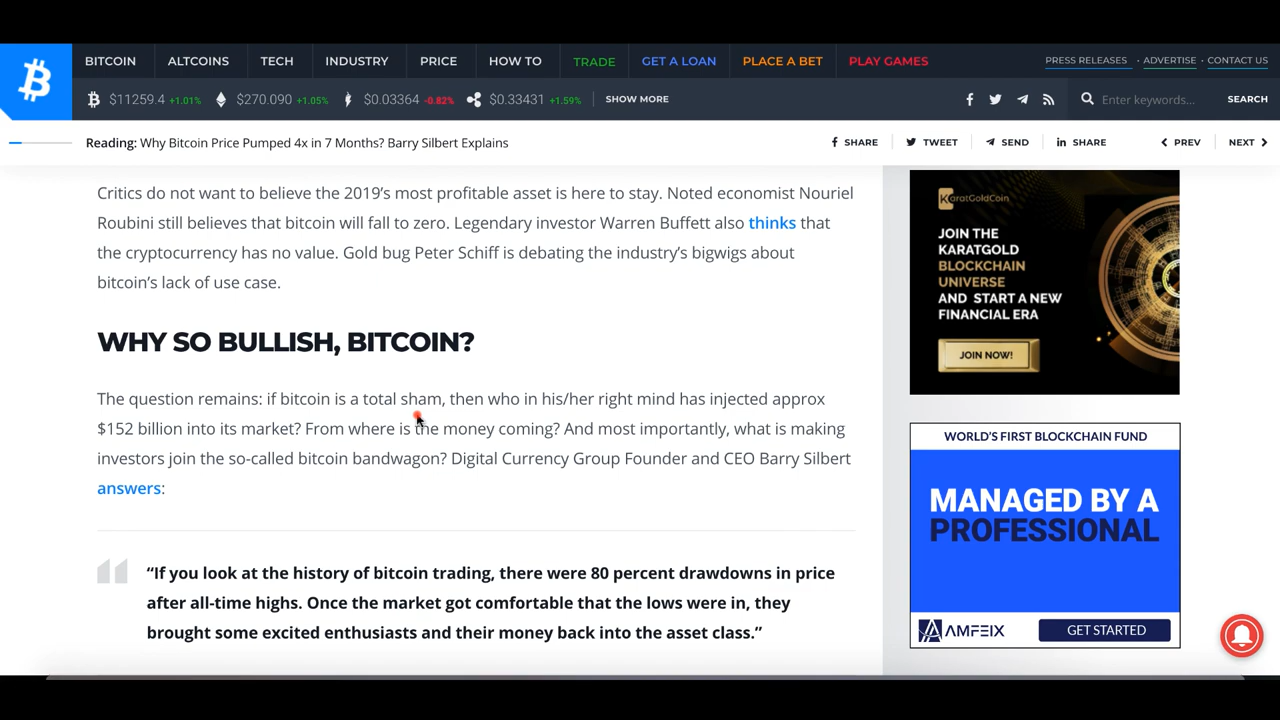 BITCOIN ALTCOINS TECH INDUSTRY PRICE HOW TO TRADE GET A LOAN PLACE A BET PLAY GAMES PRESS RELEASES · ADVERTISE · CONTACT US
$11259.4 +1.01% $270.090 +1.05% $0.03364 -0.82% $0.33431 +1.59% SHOW MORE Enter keywords... SEARCH
Reading: Why Bitcoin Price Pumped 4x in 7 Months? Barry Silbert Explains SHARE TWEET SEND SHARE PREV NEXT
Critics do not want to believe the 2019's most profitable asset is here to stay. Noted economist Nouriel
Roubini still believes that bitcoin will fall to zero. Legendary investor Warren Buffett also thinks that
the cryptocurrency has no value. Gold bug Peter Schiff is debating the industry's bigwigs about
bitcoin's lack of use case.
WHY SO BULLISH, BITCOIN?
The question remains: if bitcoin is a total sham, then who in his/her right mind has injected approx
$152 billion into its market? From where is the money coming? And most importantly, what is making
investors join the so-called bitcoin bandwagon? Digital Currency Group Founder and CEO Barry Silbert
answers:
“If you look at the history of bitcoin trading, there were 80 percent drawdowns in price
after all-time highs. Once the market got comfortable that the lows were in, they
brought some excited enthusiasts and their money back into the asset class.”
KaratGoldCoin
JOIN THE
KARATGOLD
BLOCKCHAIN
UNIVERSE
AND START A NEW
FINANCIAL ERA
JOIN NOW!
WORLD'S FIRST BLOCKCHAIN FUND
MANAGED BY A
PROFESSIONAL
AMFEIX GET STARTED